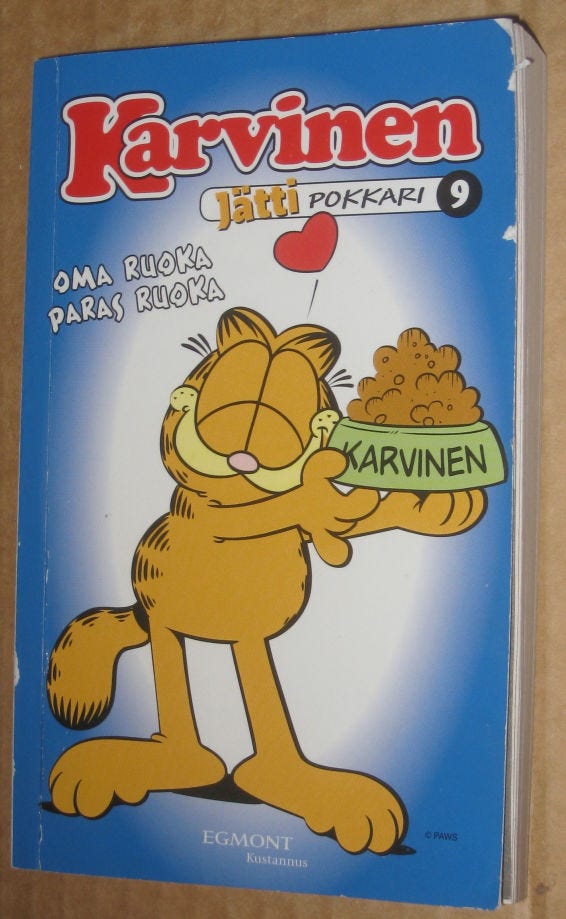 Karvinen
Jätti POKKARI 9
OMA RUOKA
PARAS RUOKA
KARVINEN
EGMONT
Kustannus
© PAWS